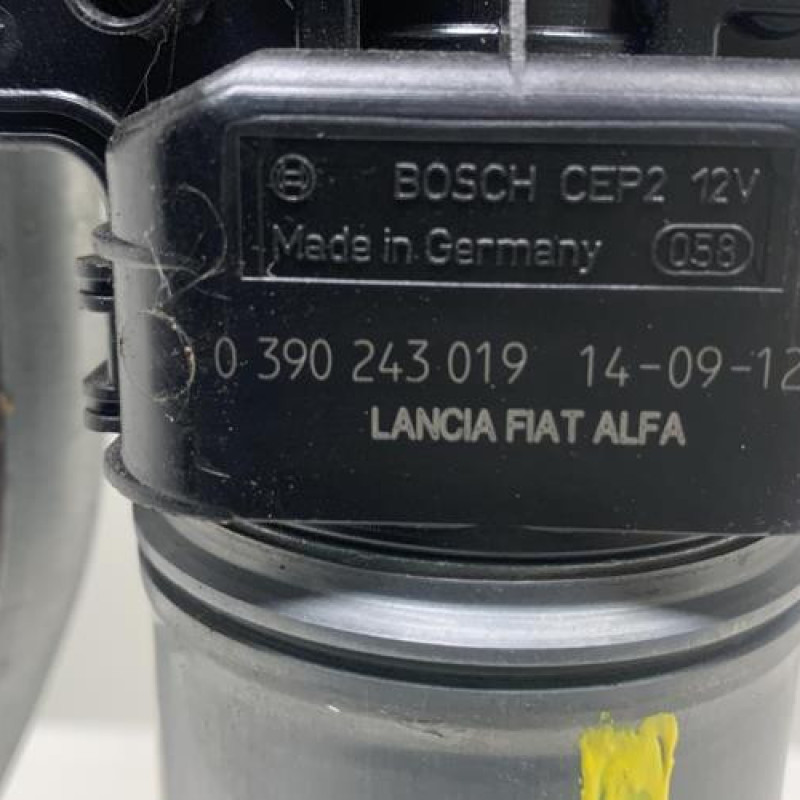 BOSCH CEP2 12V
Made in Germany 058
0 390 243 019 14-09-12
LANCIA FIAT ALFA